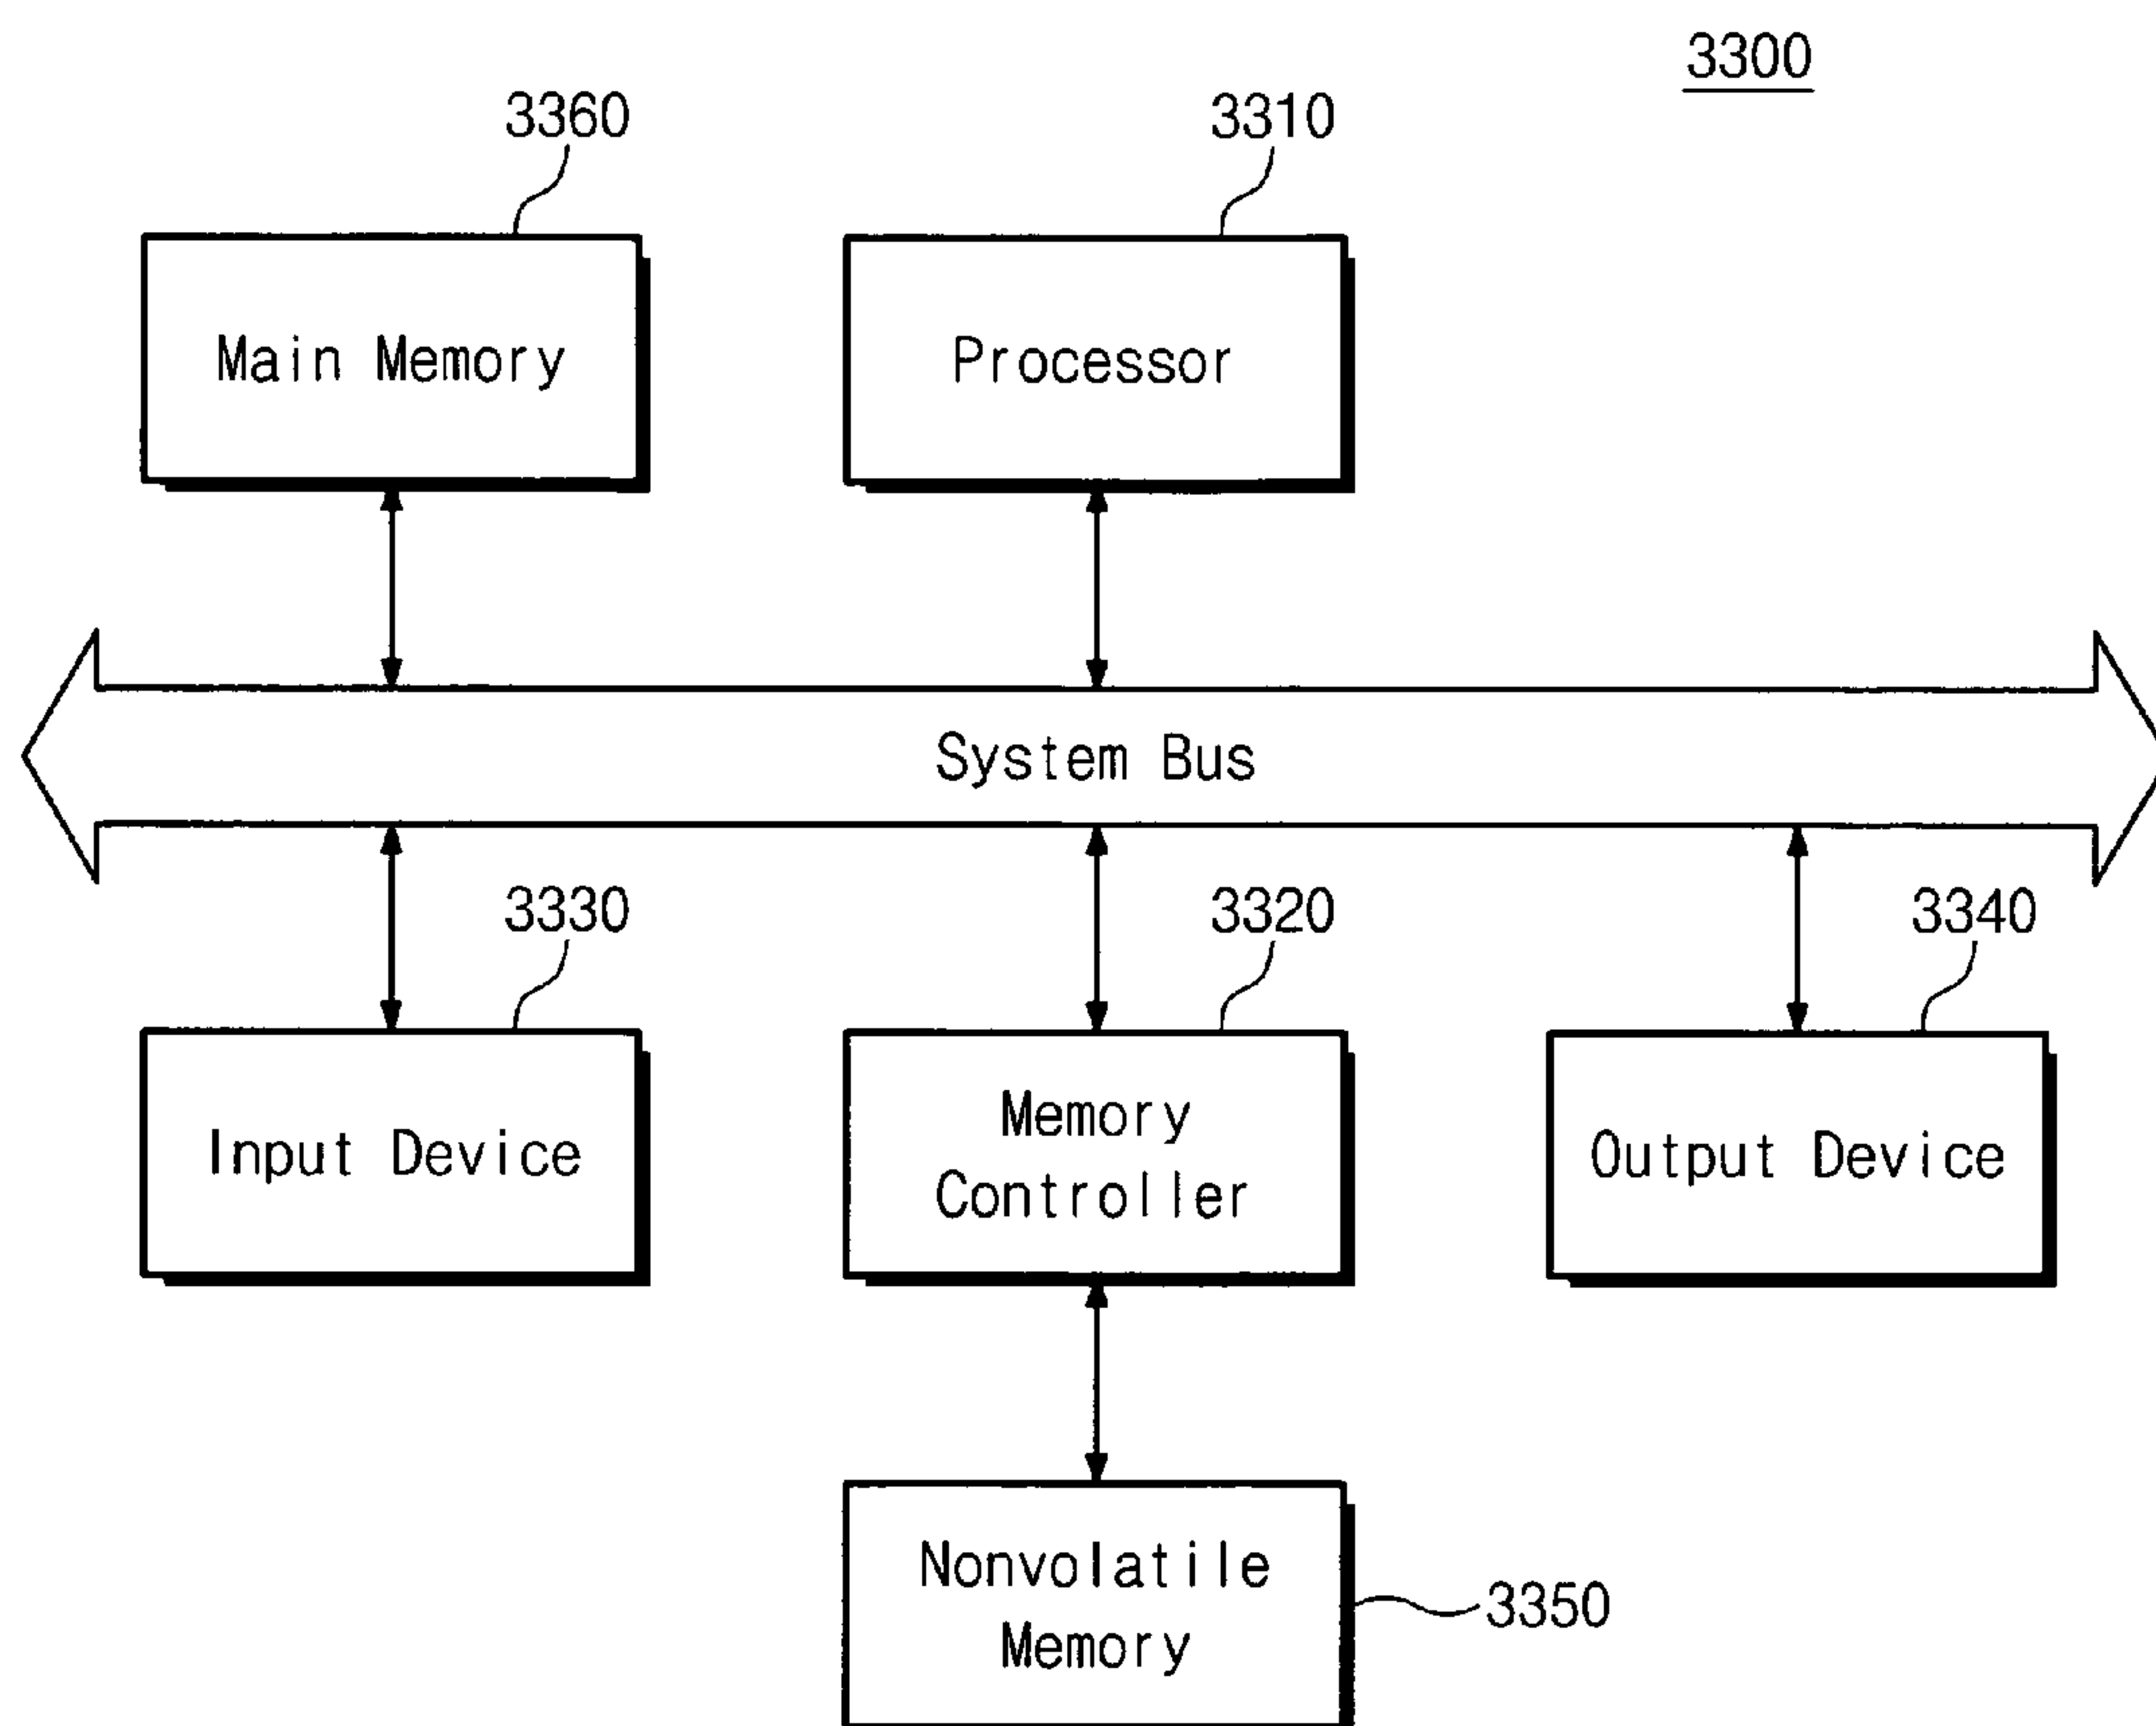 3300
3360
3310
Main Memory
Processor
System Bus
3330
3320
3340
Input Device
Memory
Controller
Output Device
Nonvolatile
Memory
3350